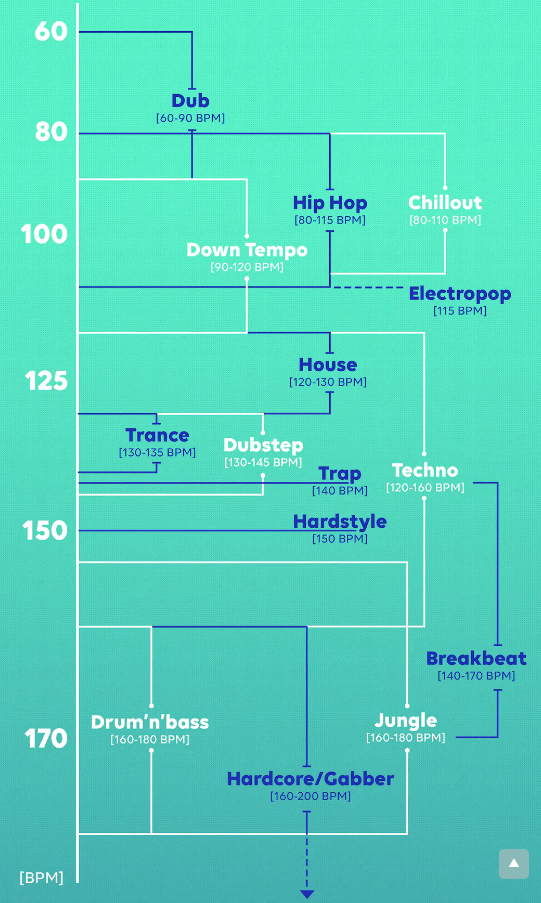 60
Dub
[60-90 BPM]
80
Hip Hop
[80-115 BPM]
Chillout
[80-110 BPM]
100
Down Tempo
[90-120 BPM]
Electropop
[115 BPM]
House
[120-130 BPM]
125
Trance
[130-135 BPM]
Dubstep
[130-145 BPM]
Trap
[140 BPM]
Techno
[120-160 BPM]
Hardstyle
[150 BPM]
150
Breakbeat
[140-170 BPM]
Drum'n'bass
[160-180 BPM]
Jungle
[160-180 BPM]
170
Hardcore/Gabber
[160-200 BPM]
[BPM]